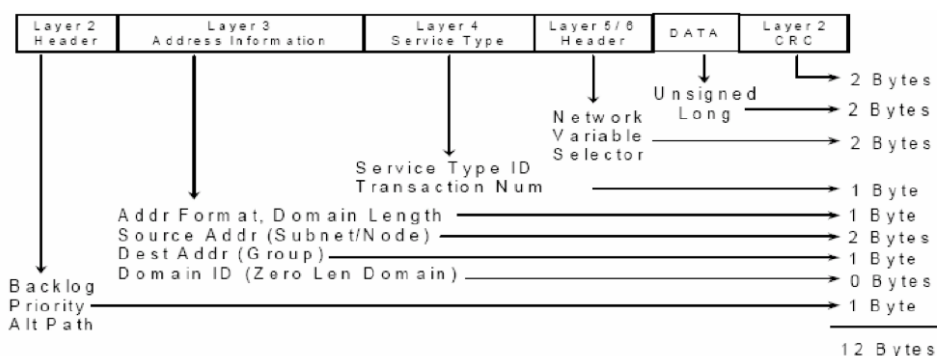 Layer 2 Header Layer 3 Address Information Layer 4 Service Type Layer 5/6 Header DATA Layer 2 CRC
2 Bytes
Unsigned Long 2 Bytes
Network Variable Selector 2 Bytes
Service Type ID
Transaction Num 1 Byte
Addr Format, Domain Length 1 Byte
Source Addr (Subnet/Node) 2 Bytes
Dest Addr (Group) 1 Byte
Domain ID (Zero Len Domain) 0 Bytes
Backlog
Priority 1 Byte
Alt Path
12 Bytes